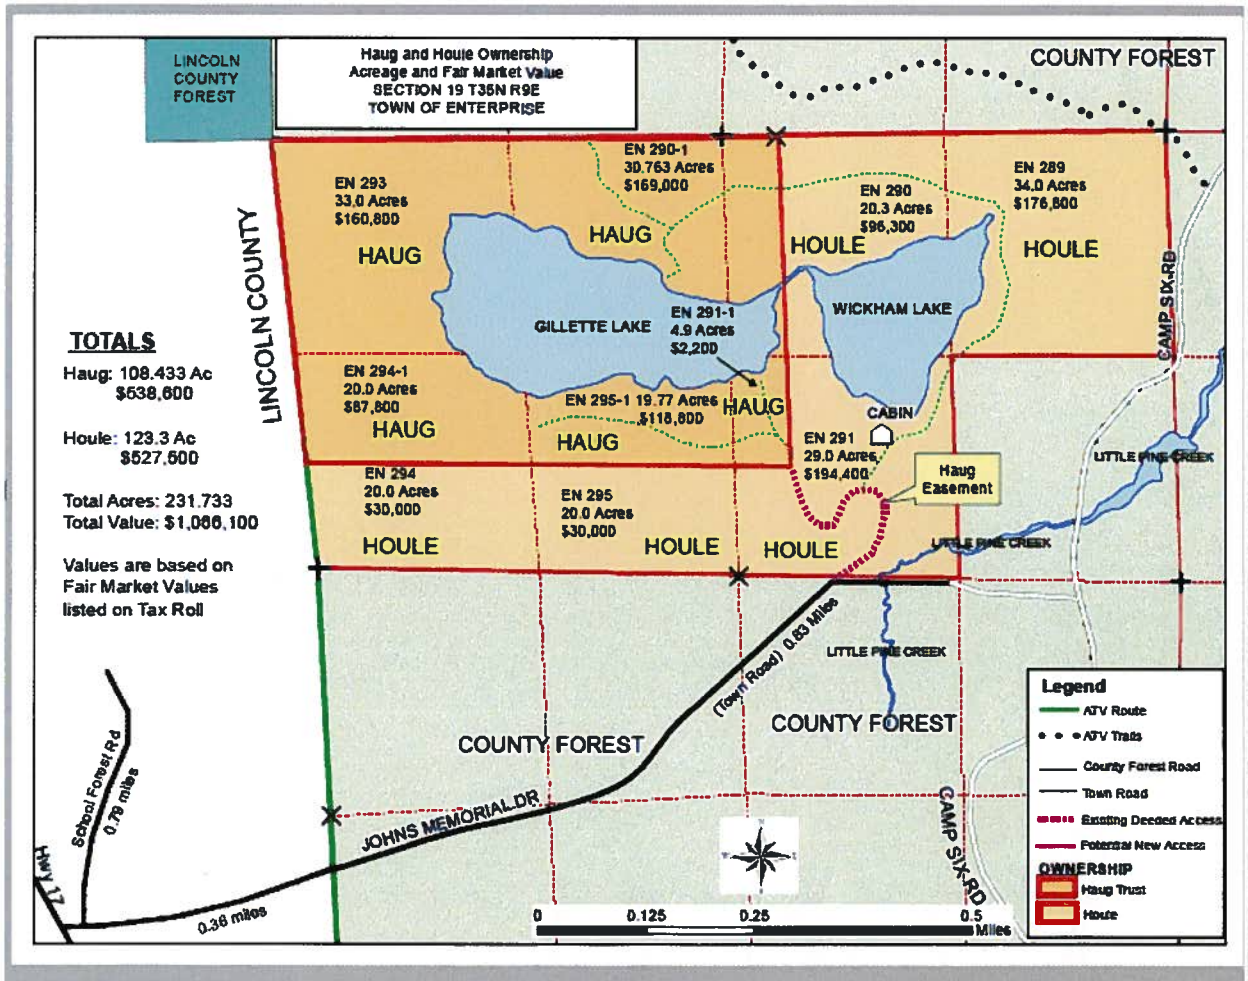 LINCOLN
COUNTY
FOREST
Haug and Houle Ownership
Acreage and Fair Market Value
SECTION 19 T35N R9E
TOWN OF ENTERPRISE
COUNTY FOREST
EN 293
33.0 Acres
$160,800
HAUG
EN 290-1
30.763 Acres
$169,000
HAUG
EN 290
20.3 Acres
$96,300
HOULE
EN 289
34.0 Acres
$176,800
HOULE
LINCOLN COUNTY
CAMP SIX RD
GILLETTE LAKE
EN 291-1
4.9 Acres
$2,200
HAUG
WICKHAM LAKE
TOTALS
Haug: 108.433 Ac
$538,600
Houle: 123.3 Ac
$527,500
Total Acres: 231.733
Total Value: $1,066,100
Values are based on
Fair Market Values
listed on Tax Roll
EN 294-1
20.0 Acres
$87,800
HAUG
EN 295-1 19.77 Acres
$118,800
HAUG
CABIN
EN 291
29.0 Acres
$194,400
HOULE
Haug
Easement
LITTLE PINE CREEK
EN 294
20.0 Acres
$30,000
HOULE
EN 295
20.0 Acres
$30,000
HOULE
LITTLE PINE CREEK
(Town Road) 0.83 Miles
LITTLE PINE CREEK
COUNTY FOREST
COUNTY FOREST
School Forest Rd
0.79 miles
Hwy 17
0.36 miles
JOHNS MEMORIAL DR
CAMP SIX RD
0 0.125 0.25 0.5
Miles
Legend
ATV Route
ATV Trails
County Forest Road
Town Road
Existing Deeded Access
Potential New Access
OWNERSHIP
Haug Trust
Houle